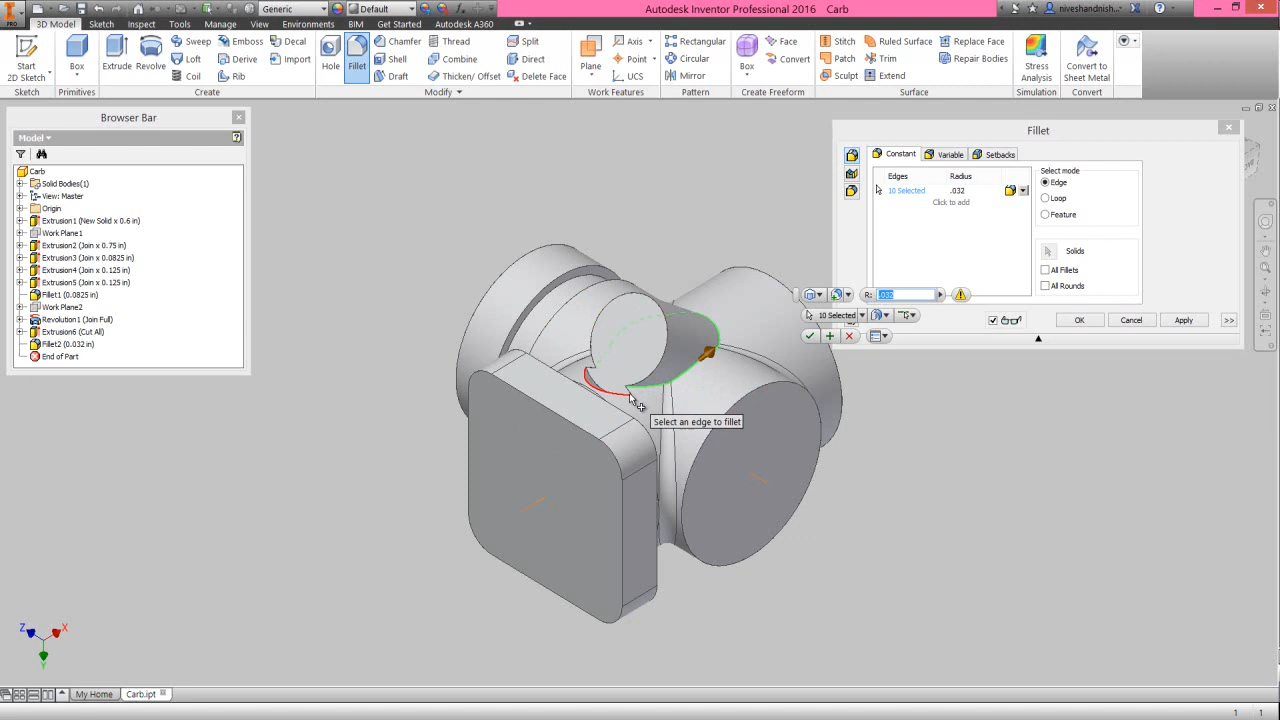 PRO
Generic
Default
Autodesk Inventor Professional 2016 Carb
niveshandnish...
3D Model Sketch Inspect Tools Manage View Environments BIM Get Started Autodesk A360
Start
2D Sketch
Sketch
Box
Primitives
Extrude
Revolve
Sweep
Loft
Coil
Emboss
Derive
Rib
Decal
Import
Create
Hole
Fillet
Chamfer
Shell
Draft
Thread
Combine
Thicken/ Offset
Split
Direct
Delete Face
Modify
Plane
Axis
Point
UCS
Work Features
Rectangular
Circular
Mirror
Pattern
Box
Face
Convert
Create Freeform
Stitch
Patch
Sculpt
Ruled Surface
Trim
Extend
Replace Face
Repair Bodies
Surface
Stress
Analysis
Simulation
Convert to
Sheet Metal
Convert
Browser Bar
Model
Carb
Solid Bodies(1)
View: Master
Origin
Extrusion1 (New Solid x 0.6 in)
Work Plane1
Extrusion2 (Join x 0.75 in)
Extrusion3 (Join x 0.0825 in)
Extrusion4 (Join x 0.125 in)
Extrusion5 (Join x 0.125 in)
Fillet1 (0.0825 in)
Work Plane2
Revolution1 (Join Full)
Extrusion6 (Cut All)
Fillet2 (0.032 in)
End of Part
Fillet
Constant Variable Setbacks
Edges Radius
10 Selected .032
Click to add
Select mode
Edge
Loop
Feature
Solids
All Fillets
All Rounds
OK Cancel Apply >>
R: .032
10 Selected
Select an edge to fillet
Z X
Y
My Home Carb.ipt
1 1